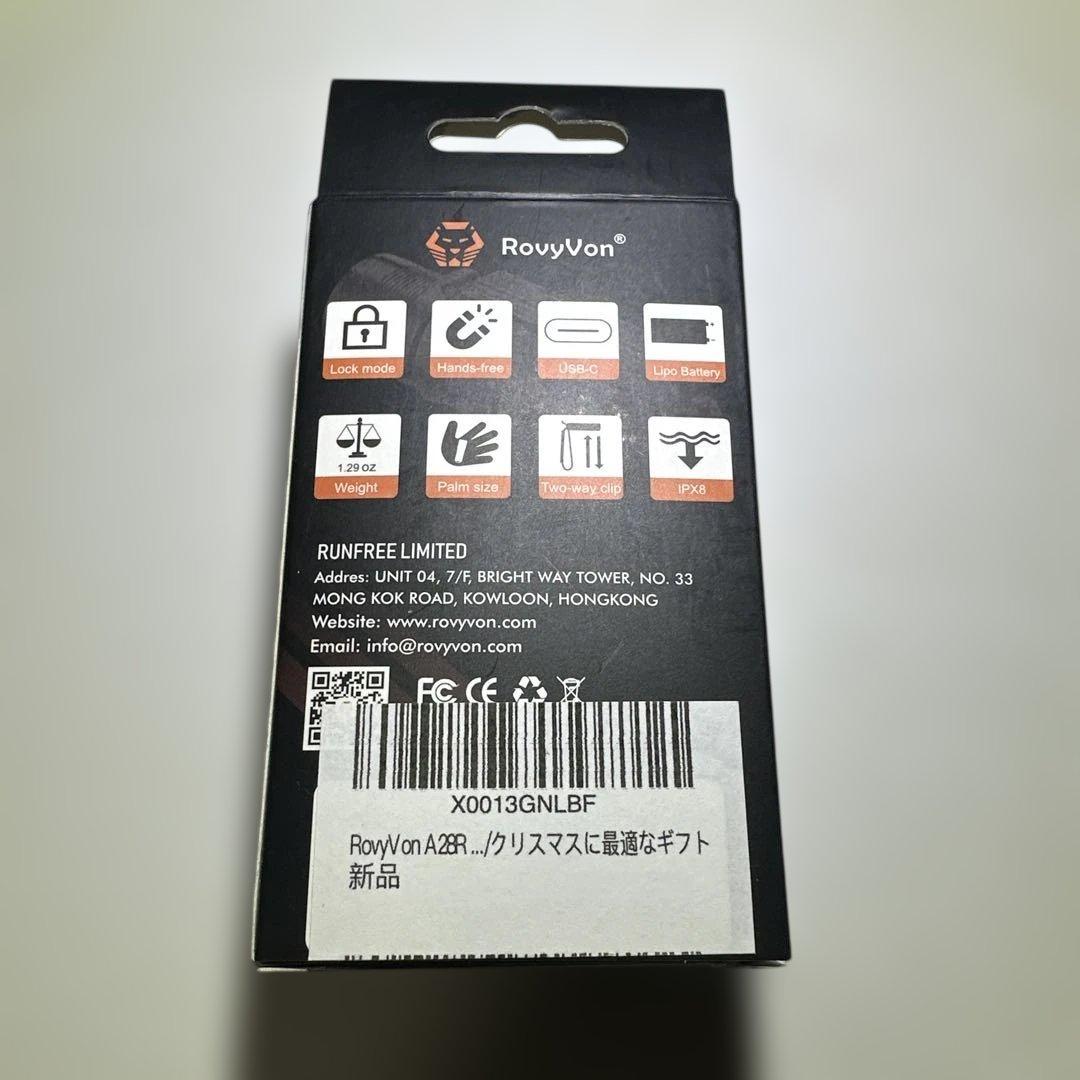 RovyVon®
Lock mode
Hands-free
USB-C
Lipo Battery
1.29 oz
Weight
Palm size
Two-way clip
IPX8
RUNFREE LIMITED
Addres: UNIT 04, 7/F, BRIGHT WAY TOWER, NO. 33
MONG KOK ROAD, KOWLOON, HONGKONG
Website: www.rovyvon.com
Email: info@rovyvon.com
FC CE
X0013GNLBF
RovyVon A28R .../クリスマスに最適なギフト
新品